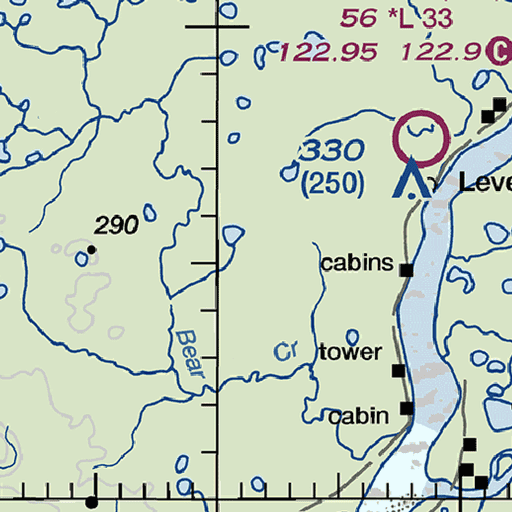 56 *L 33
122.95 122.9 C
330
(250)
Leve
290
cabins
Bear
Cr
tower
cabin